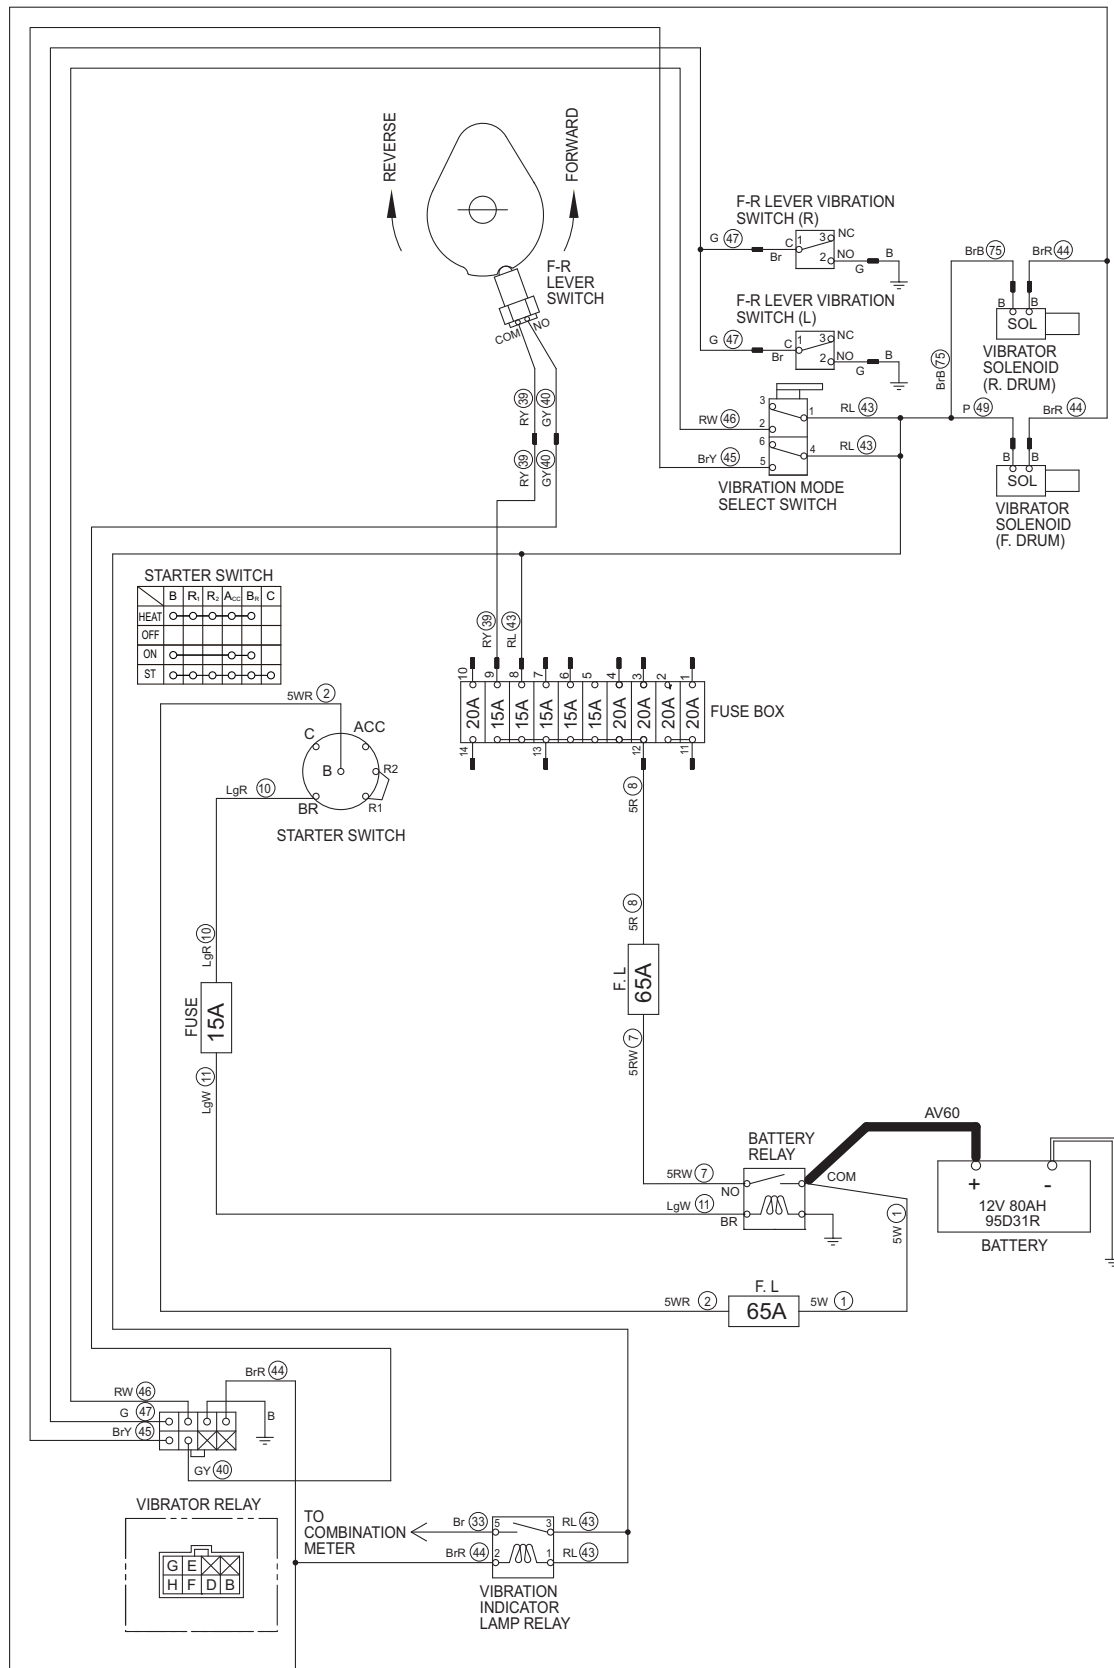 REVERSE
FORWARD
F-R
LEVER
SWITCH
COM
NO
RY 39
GY 40
RY 39
GY 40
F-R LEVER VIBRATION
SWITCH (R)
G 47
C 1
3
NC
Br
2
NO
G
B
F-R LEVER VIBRATION
SWITCH (L)
G 47
C 1
3
NC
Br
2
NO
G
B
BrB 75
BrR 44
B
B
SOL
VIBRATOR
SOLENOID
(R. DRUM)
BrB 75
3
1
RL 43
RW 46
2
6
4
RL 43
BrY 45
5
VIBRATION MODE
SELECT SWITCH
P 49
BrR 44
B
B
SOL
VIBRATOR
SOLENOID
(F. DRUM)
STARTER SWITCH
B R1 R2 Acc BR C
HEAT
OFF
ON
ST
RY 39
RL 43
10 9 8 7 6 5 4 3 2 1
20A 15A 15A 15A 15A 15A 20A 20A 20A 20A
FUSE BOX
14 13 12 11
5WR 2
C
ACC
B
R2
LgR 10
BR
R1
STARTER SWITCH
5R 8
LgR 10
5R 8
FUSE
15A
F. L
65A
LgW 11
5RW 7
AV60
BATTERY
RELAY
5RW 7
NO
COM
LgW 11
BR
5W 1
+
-
12V 80AH
95D31R
BATTERY
F. L
5WR 2
65A
5W 1
BrR 44
RW 46
G 47
B
BrY 45
GY 40
VIBRATOR RELAY
G E
H F D B
TO
COMBINATION
METER
Br 33
5
3
RL 43
BrR 44
2
1
RL 43
VIBRATION
INDICATOR
LAMP RELAY